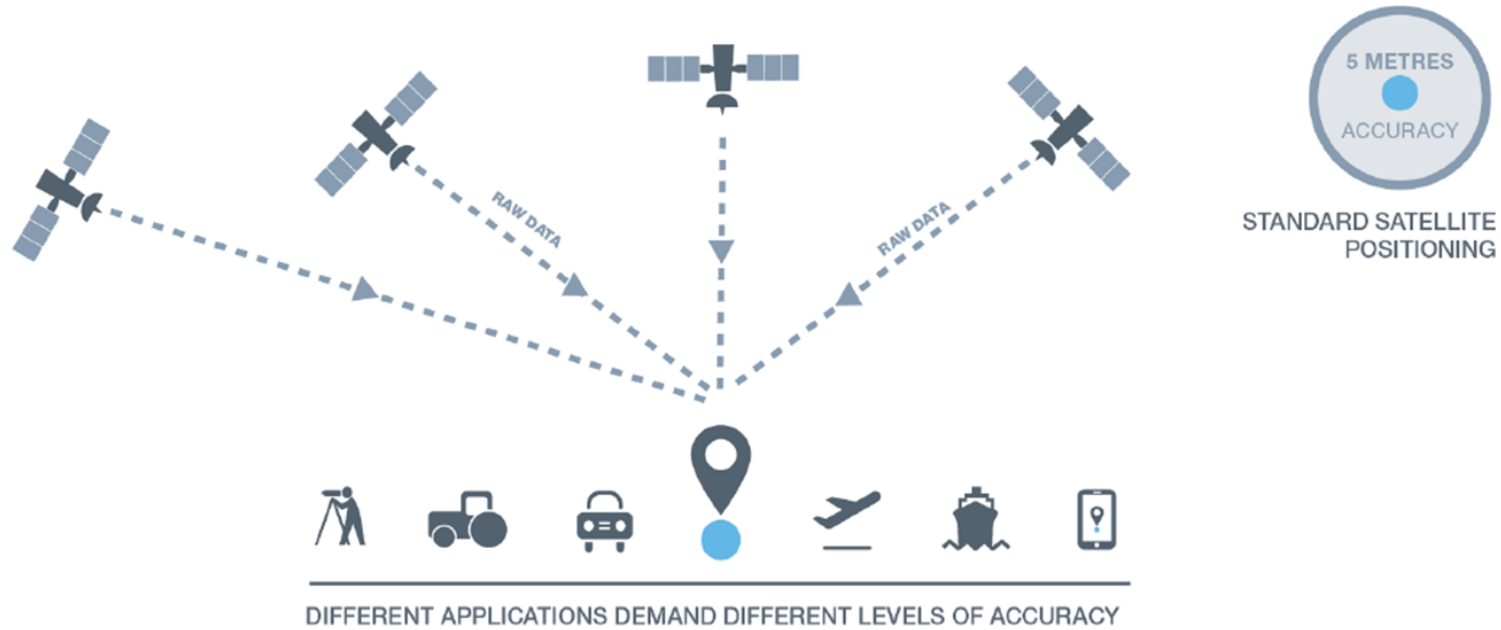 5 METRES
ACCURACY
STANDARD SATELLITE
POSITIONING
RAW DATA
RAW DATA
DIFFERENT APPLICATIONS DEMAND DIFFERENT LEVELS OF ACCURACY